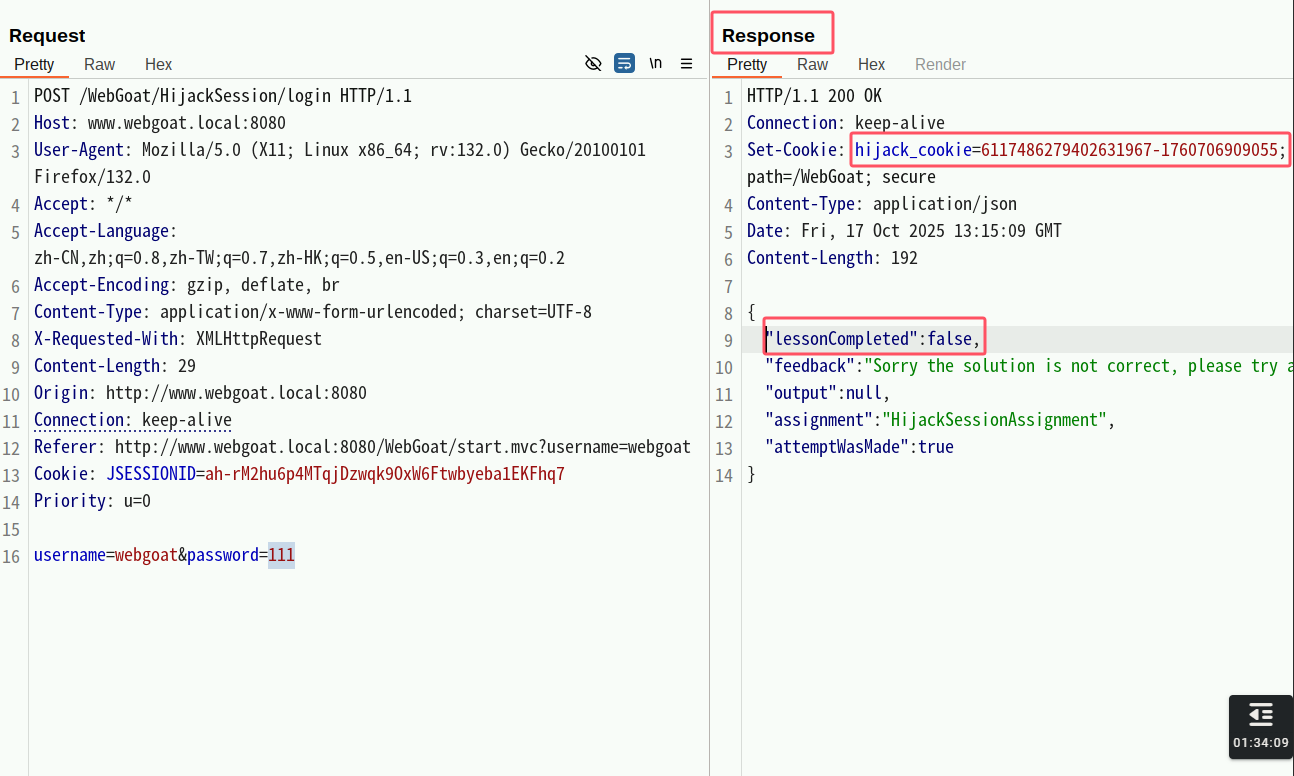 Request
Pretty Raw Hex \n
1 POST /WebGoat/HijackSession/login HTTP/1.1
2 Host: www.webgoat.local:8080
3 User-Agent: Mozilla/5.0 (X11; Linux x86_64; rv:132.0) Gecko/20100101
Firefox/132.0
4 Accept: */*
5 Accept-Language:
zh-CN,zh;q=0.8,zh-TW;q=0.7,zh-HK;q=0.5,en-US;q=0.3,en;q=0.2
6 Accept-Encoding: gzip, deflate, br
7 Content-Type: application/x-www-form-urlencoded; charset=UTF-8
8 X-Requested-With: XMLHttpRequest
9 Content-Length: 29
10 Origin: http://www.webgoat.local:8080
11 Connection: keep-alive
12 Referer: http://www.webgoat.local:8080/WebGoat/start.mvc?username=webgoat
13 Cookie: JSESSIONID=ah-rM2hu6p4MTqjDzwqk9OxW6Ftwbyeba1EKFhq7
14 Priority: u=0
15
16 username=webgoat&password=111
Response
Pretty Raw Hex Render
1 HTTP/1.1 200 OK
2 Connection: keep-alive
3 Set-Cookie: hijack_cookie=6117486279402631967-1760706909055;
path=/WebGoat; secure
4 Content-Type: application/json
5 Date: Fri, 17 Oct 2025 13:15:09 GMT
6 Content-Length: 192
7
8 {
9 "lessonCompleted":false,
10 "feedback":"Sorry the solution is not correct, please try a
11 "output":null,
12 "assignment":"HijackSessionAssignment",
13 "attemptWasMade":true
14 }
01:34:09